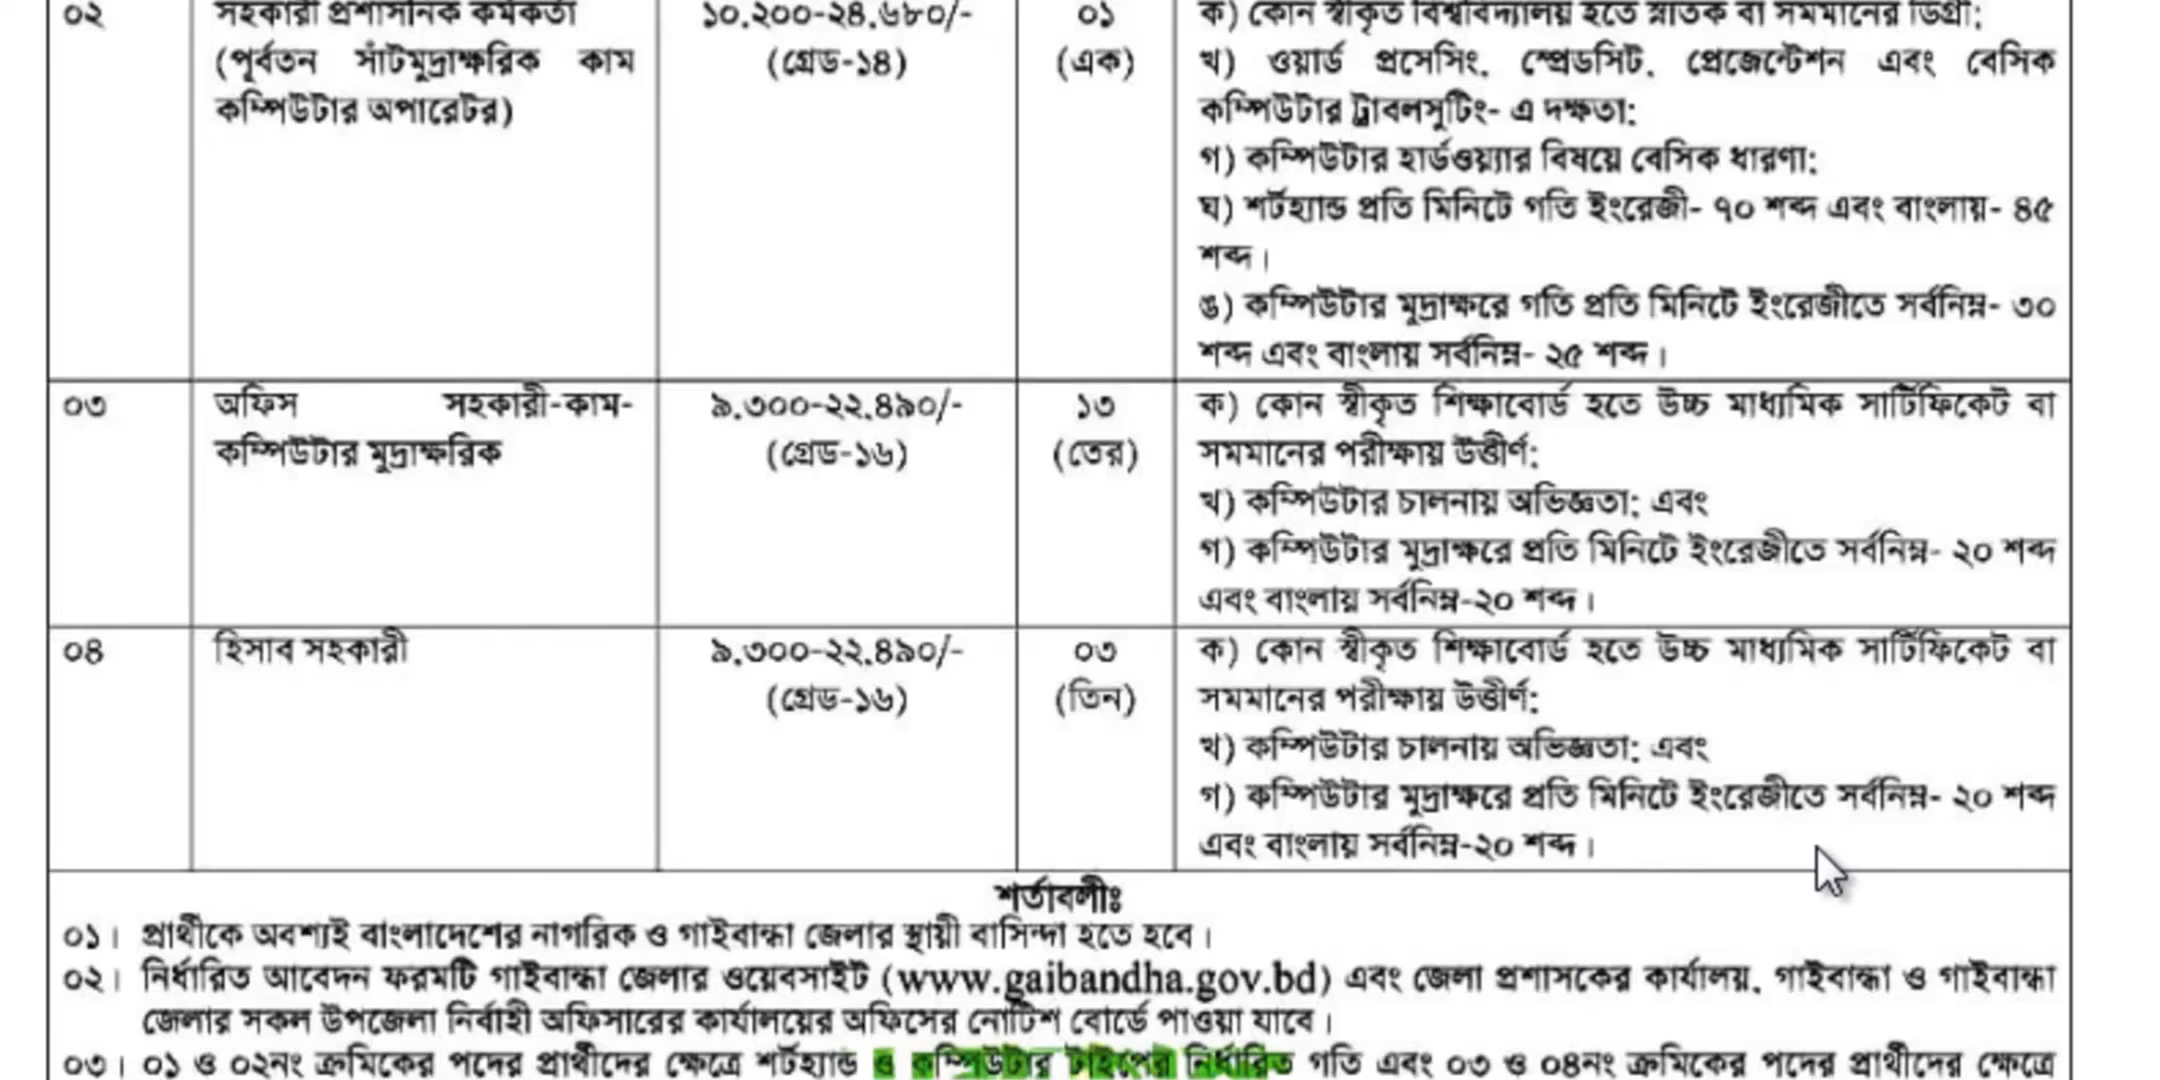 ০২
সহকারী প্রশাসনিক কর্মকর্তা
(পূর্বতন সাঁটমুদ্রাক্ষরিক কাম
কম্পিউটার অপারেটর)
১০,২০০-২৪,৬৮০/-
(গ্রেড-১৪)
০১
(এক)
ক) কোন স্বীকৃত বিশ্ববিদ্যালয় হতে স্নাতক বা সমমানের ডিগ্রী;
খ) ওয়ার্ড প্রসেসিং, স্প্রেডসিট, প্রেজেন্টেশন এবং বেসিক
কম্পিউটার ট্রাবলসুটিং- এ দক্ষতা;
গ) কম্পিউটার হার্ডওয়্যার বিষয়ে বেসিক ধারণা;
ঘ) শর্টহ্যান্ড প্রতি মিনিটে গতি ইংরেজী- ৭০ শব্দ এবং বাংলায়- ৪৫
শব্দ।
ঙ) কম্পিউটার মুদ্রাক্ষরে গতি প্রতি মিনিটে ইংরেজীতে সর্বনিম্ন- ৩০
শব্দ এবং বাংলায় সর্বনিম্ন- ২৫ শব্দ।
০৩
অফিস সহকারী-কাম-
কম্পিউটার মুদ্রাক্ষরিক
৯,৩০০-২২,৪৯০/-
(গ্রেড-১৬)
১৩
(তের)
ক) কোন স্বীকৃত শিক্ষাবোর্ড হতে উচ্চ মাধ্যমিক সার্টিফিকেট বা
সমমানের পরীক্ষায় উত্তীর্ণ;
খ) কম্পিউটার চালনায় অভিজ্ঞতা; এবং
গ) কম্পিউটার মুদ্রাক্ষরে প্রতি মিনিটে ইংরেজীতে সর্বনিম্ন- ২০ শব্দ
এবং বাংলায় সর্বনিম্ন-২০ শব্দ।
০৪
হিসাব সহকারী
৯,৩০০-২২,৪৯০/-
(গ্রেড-১৬)
০৩
(তিন)
ক) কোন স্বীকৃত শিক্ষাবোর্ড হতে উচ্চ মাধ্যমিক সার্টিফিকেট বা
সমমানের পরীক্ষায় উত্তীর্ণ;
খ) কম্পিউটার চালনায় অভিজ্ঞতা; এবং
গ) কম্পিউটার মুদ্রাক্ষরে প্রতি মিনিটে ইংরেজীতে সর্বনিম্ন- ২০ শব্দ
এবং বাংলায় সর্বনিম্ন-২০ শব্দ।
শর্তাবলীঃ
০১। প্রার্থীকে অবশ্যই বাংলাদেশের নাগরিক ও গাইবান্ধা জেলার স্থায়ী বাসিন্দা হতে হবে।
০২। নির্ধারিত আবেদন ফরমটি গাইবান্ধা জেলার ওয়েবসাইট (www.gaibandha.gov.bd) এবং জেলা প্রশাসকের কার্যালয়, গাইবান্ধা ও গাইবান্ধা
জেলার সকল উপজেলা নির্বাহী অফিসারের কার্যালয়ের অফিসের নোটিশ বোর্ডে পাওয়া যাবে।
০৩। ০১ ও ০২নং ক্রমিকের পদের প্রার্থীদের ক্ষেত্রে শর্টহ্যান্ড ও কম্পিউটার টাইপের নির্ধারিত গতি এবং ০৩ ও ০৪নং ক্রমিকের পদের প্রার্থীদের ক্ষেত্রে